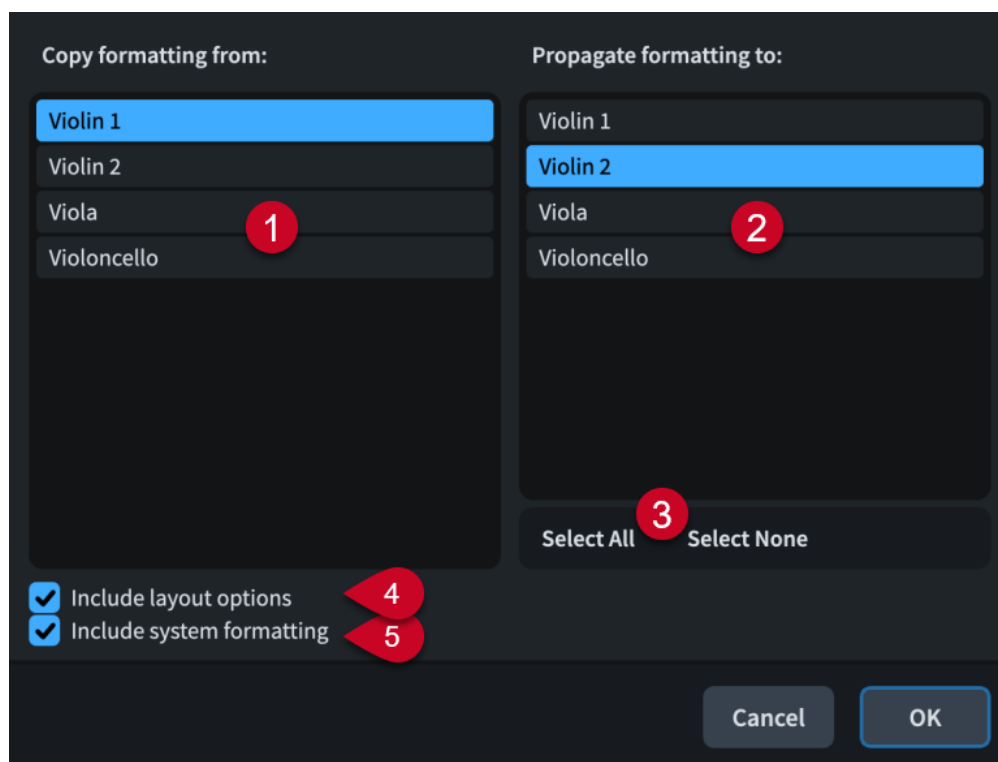 Copy formatting from:
Propagate formatting to:
Violin 1
Violin 2
Viola
Violoncello
1
Violin 1
Violin 2
Viola
Violoncello
2
Select All
3
Select None
Include layout options
4
Include system formatting
5
Cancel
OK